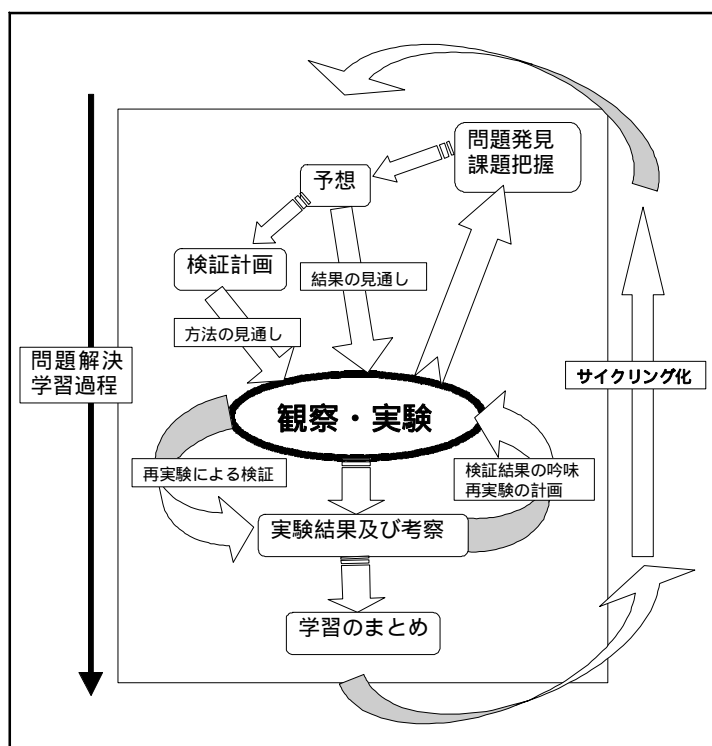 問題発見
課題把握
予想
検証計画
結果の見通し
方法の見通し
問題解決
学習過程
サイクリング化
観察・実験
再実験による検証
検証結果の吟味
再実験の計画
実験結果及び考察
学習のまとめ